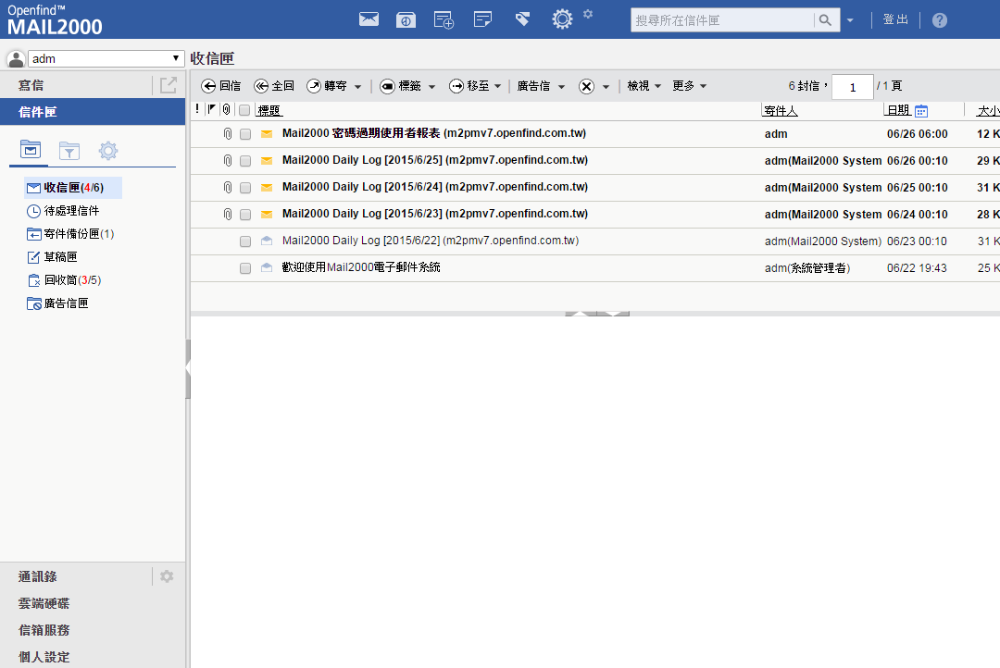 Openfind™
MAIL2000
搜尋所在信件匣
登出
adm
收信匣
寫信
信件匣
收信匣(4/6)
待處理信件
寄件備份匣(1)
草稿匣
回收筒(3/5)
廣告信匣
通訊錄
雲端硬碟
信箱服務
個人設定
回信 全回 轉寄 標籤 移至 廣告信 檢視 更多 6 封信， 1 / 1 頁
! 標題 寄件人 日期 大小
Mail2000 密碼過期使用者報表 (m2pmv7.openfind.com.tw) adm 06/26 06:00 12 K
Mail2000 Daily Log [2015/6/25] (m2pmv7.openfind.com.tw) adm(Mail2000 System 06/26 00:10 29 K
Mail2000 Daily Log [2015/6/24] (m2pmv7.openfind.com.tw) adm(Mail2000 System 06/25 00:10 31 K
Mail2000 Daily Log [2015/6/23] (m2pmv7.openfind.com.tw) adm(Mail2000 System 06/24 00:10 28 K
Mail2000 Daily Log [2015/6/22] (m2pmv7.openfind.com.tw) adm(Mail2000 System) 06/23 00:10 31 K
歡迎使用Mail2000電子郵件系統 adm(系統管理者) 06/22 19:43 25 K